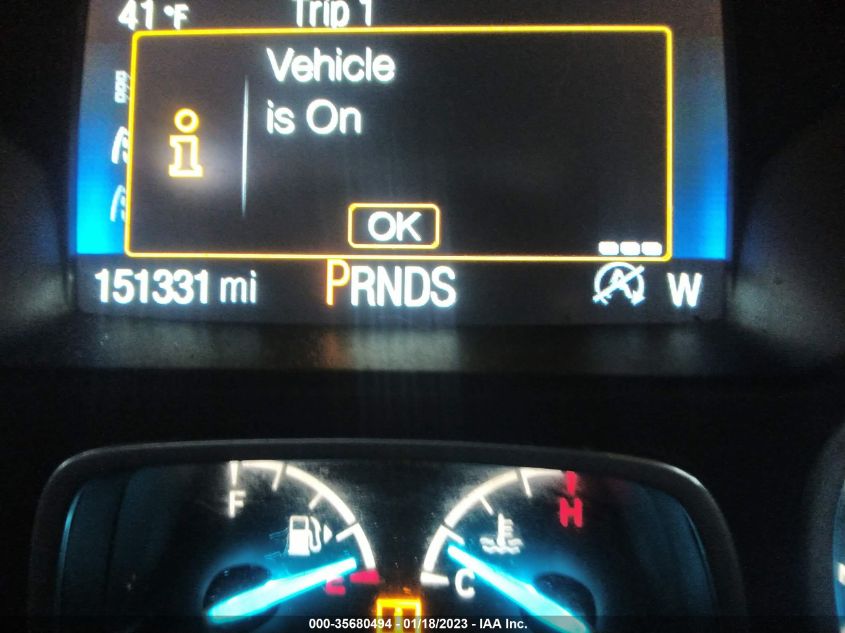 41 °F Trip 1
Vehicle
is On
OK
151331 mi PRNDS A W
F H
E C
000-35680494 - 01/18/2023 - IAA Inc.